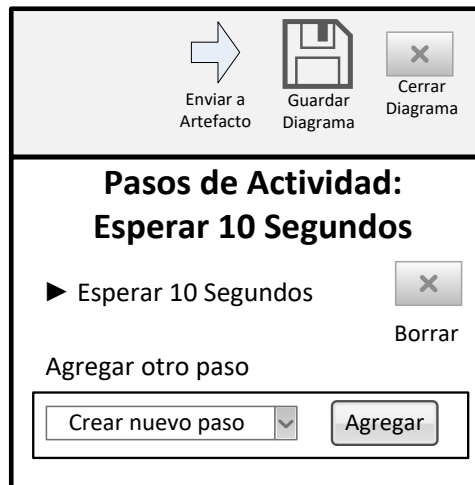 Enviar a
Artefacto
Guardar
Diagrama
Cerrar
Diagrama
Pasos de Actividad:
Esperar 10 Segundos
Esperar 10 Segundos
Borrar
Agregar otro paso
Crear nuevo paso
Agregar